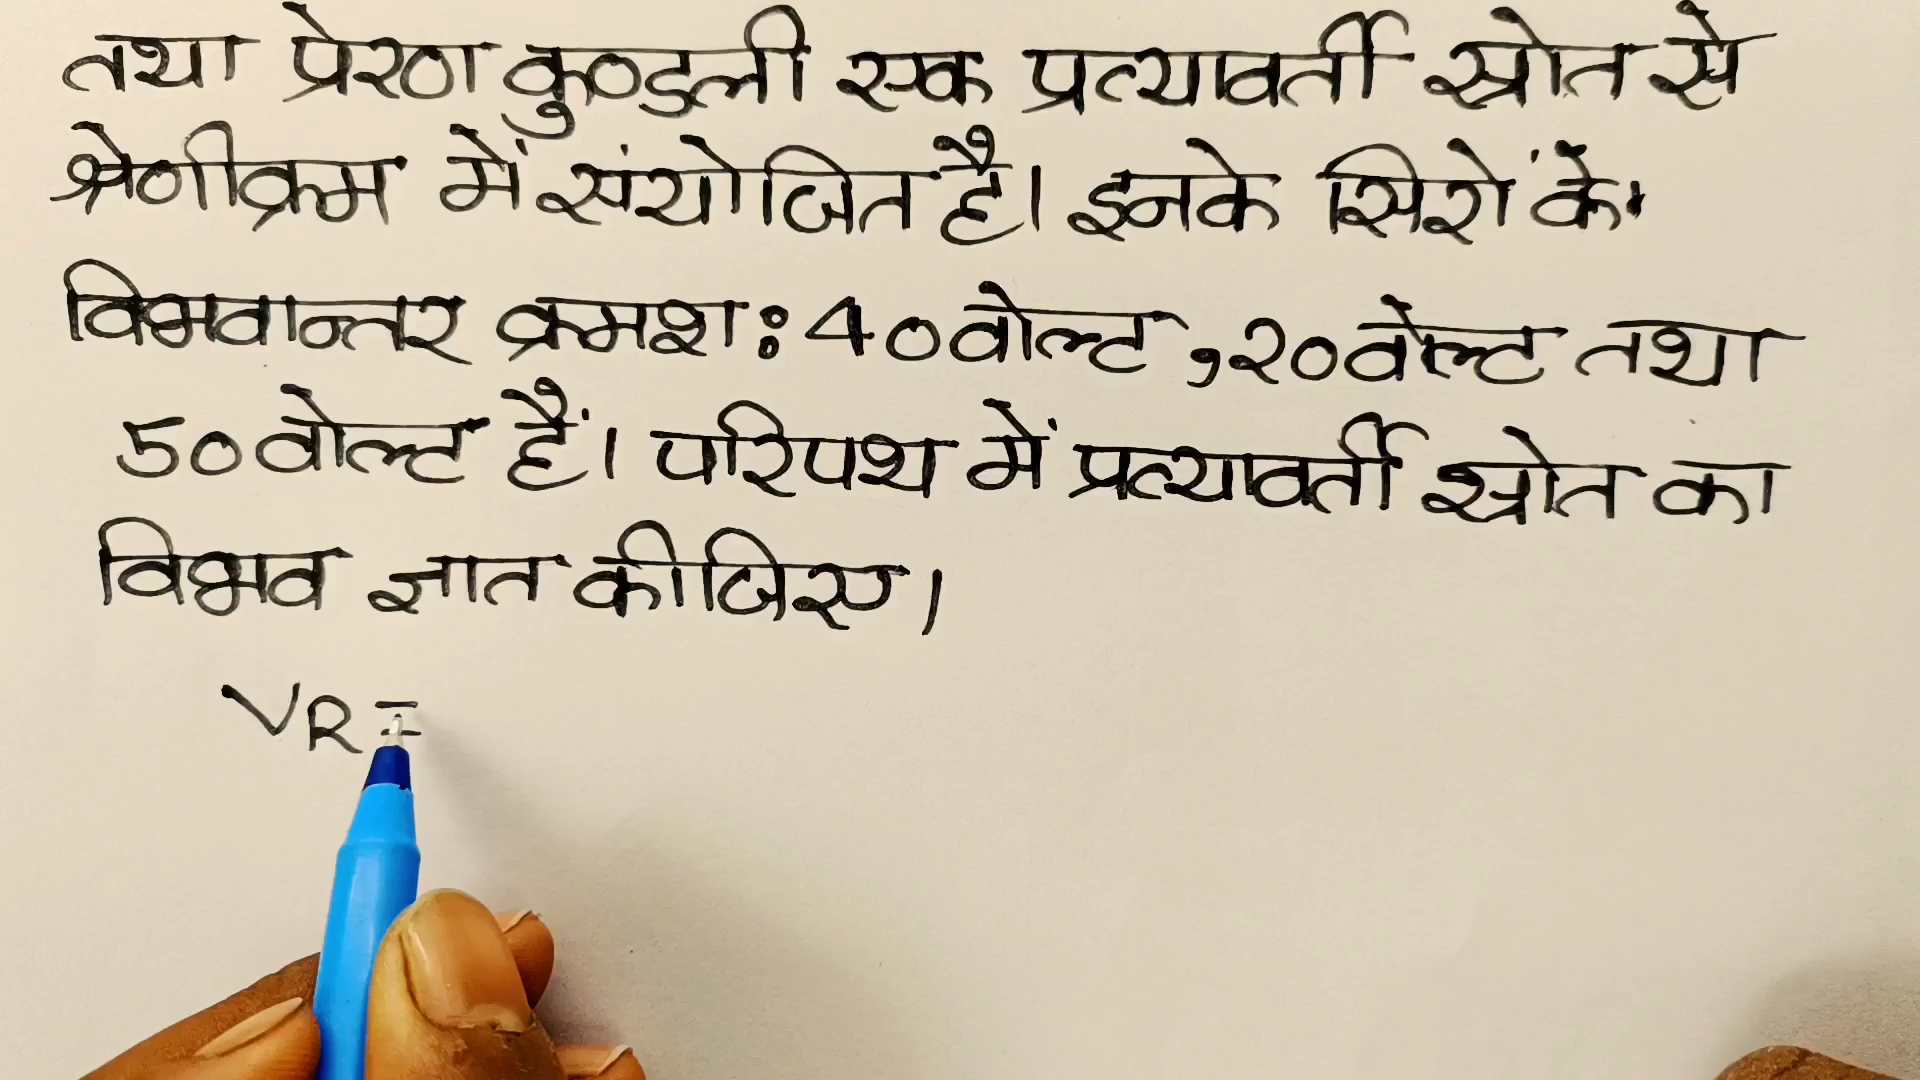 तथा प्रेरण कुण्डली एक प्रत्यावर्ती स्रोत से
श्रेणीक्रम में संयोजित है। इनके सिरों के
विभवान्तर क्रमशः 40 वोल्ट, 20 वोल्ट तथा
50 वोल्ट हैं। परिपथ में प्रत्यावर्ती स्रोत का
विभव ज्ञात कीजिए।
VR =